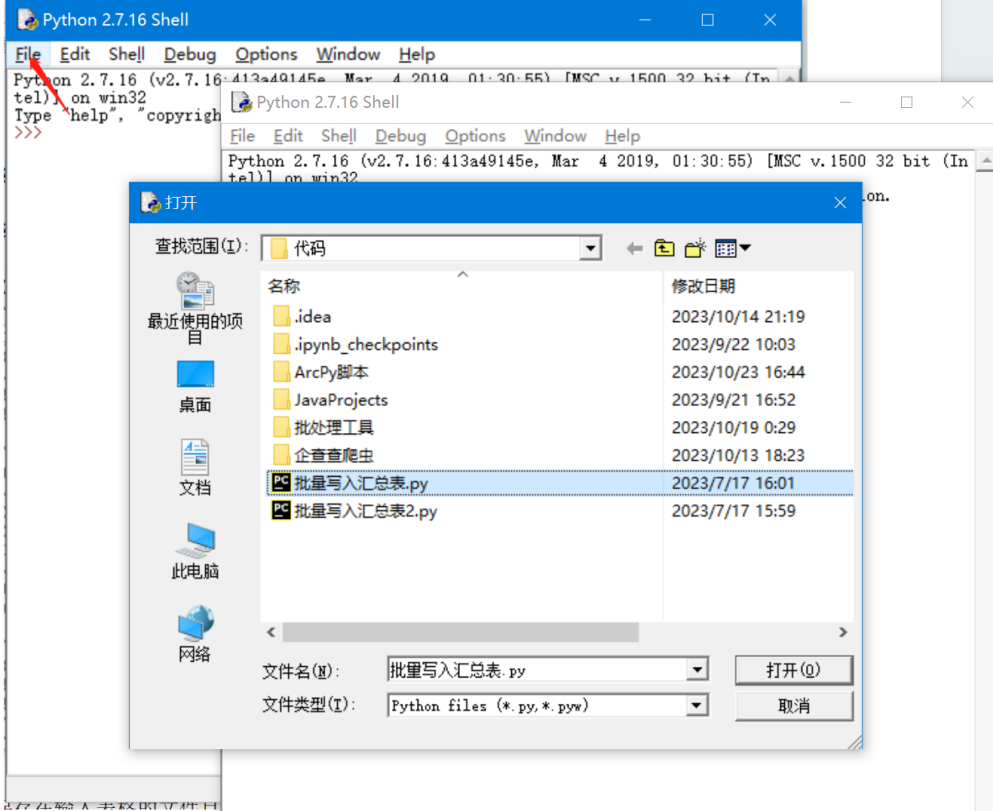 Python 2.7.16 Shell
File Edit Shell Debug Options Window Help
Python 2.7.16 (v2.7.16:413a49145e, Mar 4 2019, 01:30:55) [MSC v.1500 32 bit (In
tel)] on win32
Type "help", "copyrigh
>>>
Python 2.7.16 Shell
File Edit Shell Debug Options Window Help
Python 2.7.16 (v2.7.16:413a49145e, Mar 4 2019, 01:30:55) [MSC v.1500 32 bit (In
tel)] on win32
ion.
打开
查找范围(I): 代码
最近使用的项目
桌面
文档
此电脑
网络
名称 修改日期
.idea 2023/10/14 21:19
.ipynb_checkpoints 2023/9/22 10:03
ArcPy脚本 2023/10/23 16:44
JavaProjects 2023/9/21 16:52
批处理工具 2023/10/19 0:29
企查查爬虫 2023/10/13 18:23
批量写入汇总表.py 2023/7/17 16:01
批量写入汇总表2.py 2023/7/17 15:59
文件名(N): 批量写入汇总表.py 打开(O)
文件类型(T): Python files (*.py,*.pyw) 取消